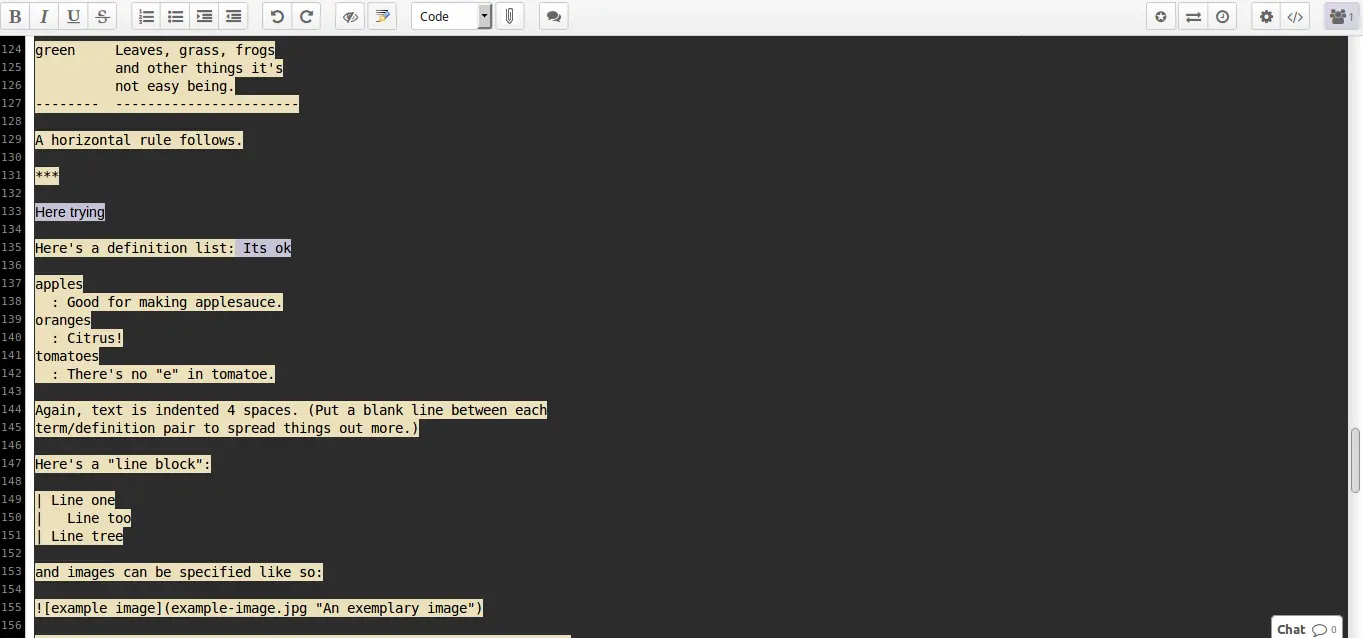 B I U S Code 1
124 green     Leaves, grass, frogs
125           and other things it's
126           not easy being.
127 --------  -----------------------
128
129 A horizontal rule follows.
130
131 ***
132
133 Here trying
134
135 Here's a definition list: Its ok
136
137 apples
138   : Good for making applesauce.
139 oranges
140   : Citrus!
141 tomatoes
142   : There's no "e" in tomatoe.
143
144 Again, text is indented 4 spaces. (Put a blank line between each
145 term/definition pair to spread things out more.)
146
147 Here's a "line block":
148
149 | Line one
150 |   Line too
151 | Line tree
152
153 and images can be specified like so:
154
155 ![example image](example-image.jpg "An exemplary image")
156
Chat 0